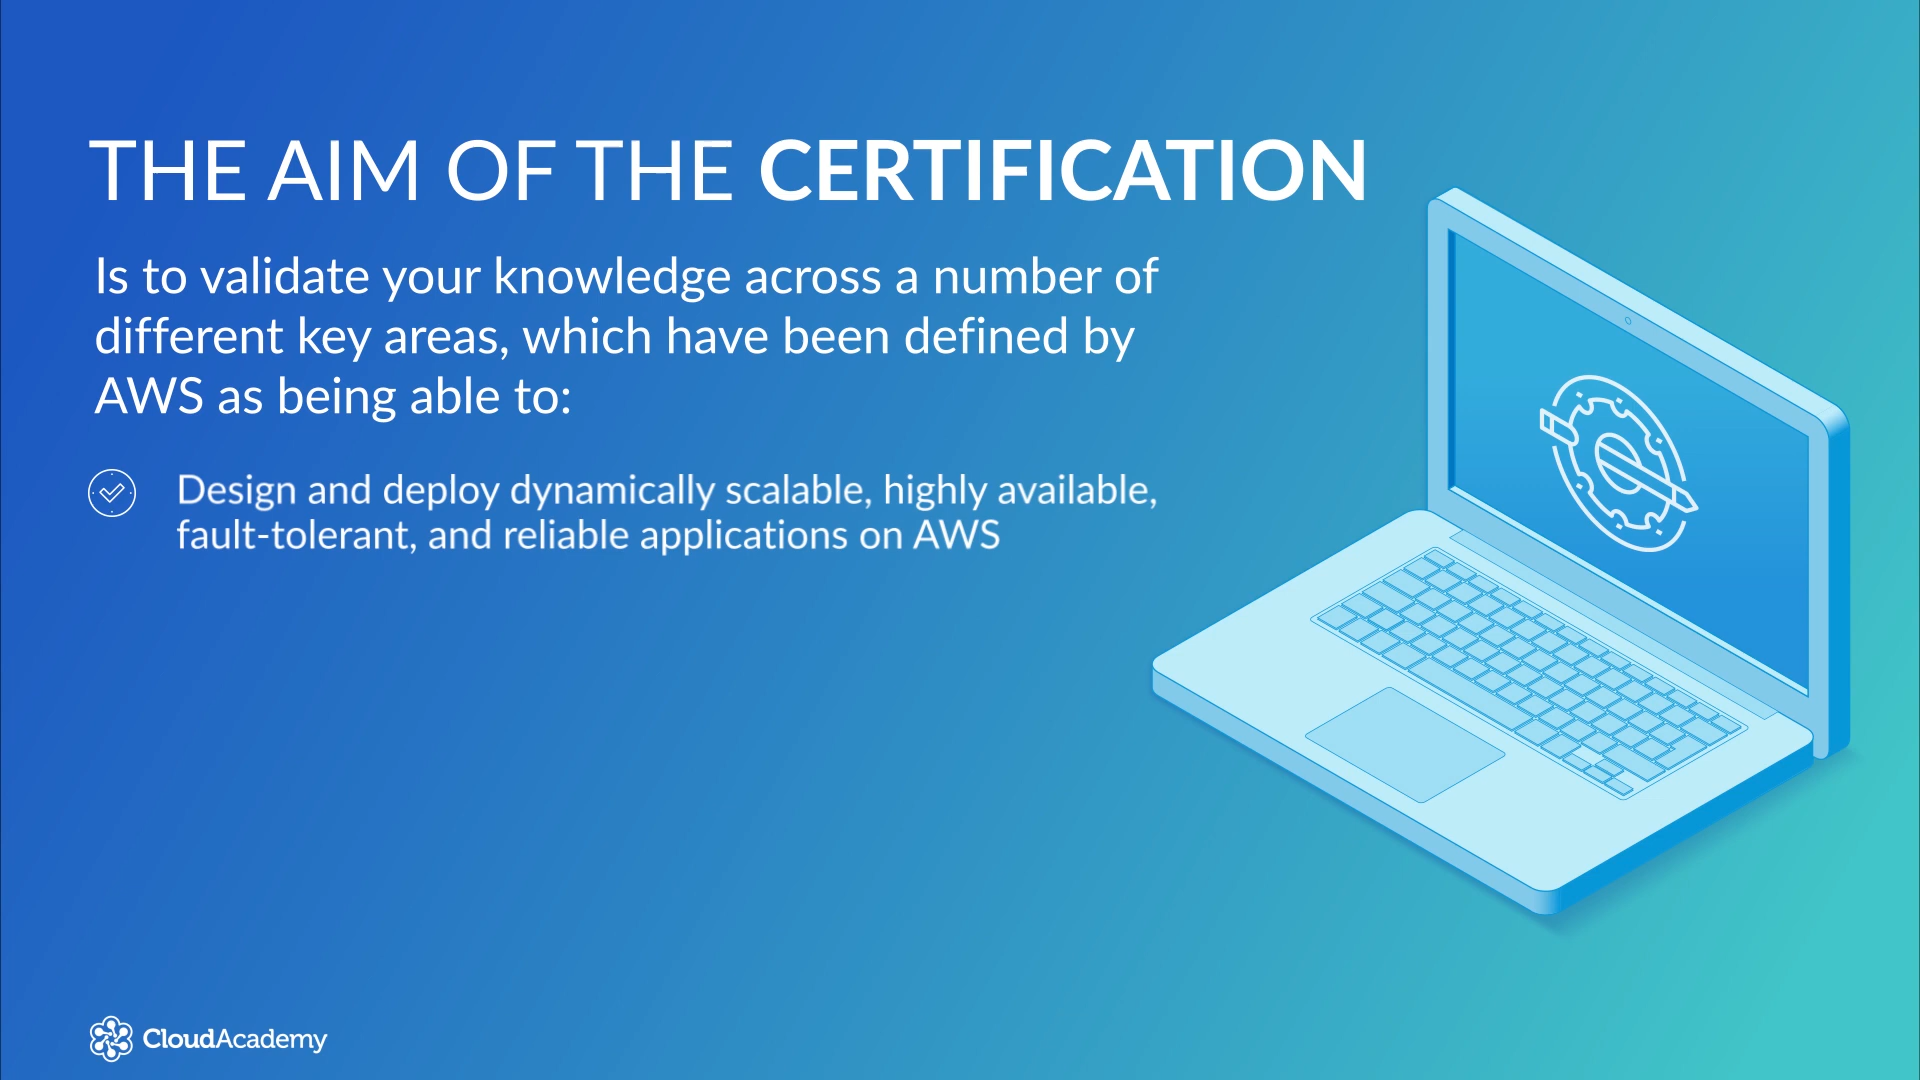 THE AIM OF THE CERTIFICATION
Is to validate your knowledge across a number of
different key areas, which have been defined by
AWS as being able to:
Design and deploy dynamically scalable, highly available,
fault-tolerant, and reliable applications on AWS
CloudAcademy